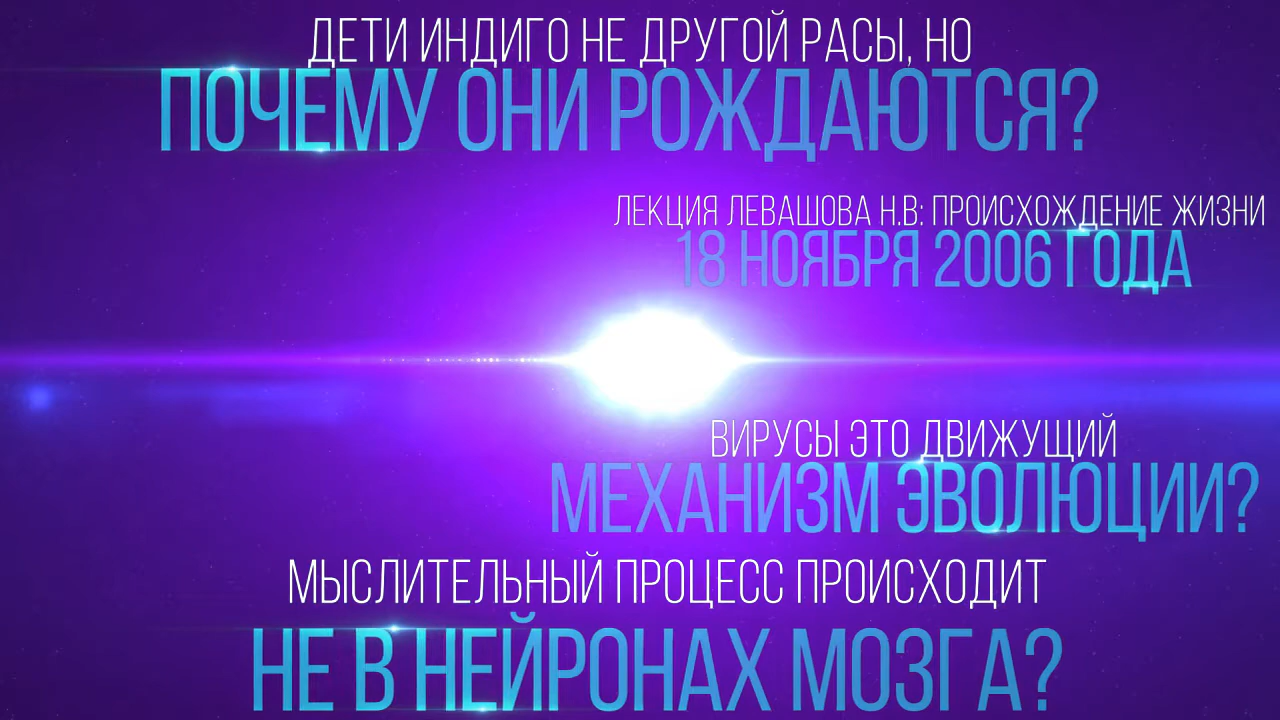 ДЕТИ ИНДИГО НЕ ДРУГОЙ РАСЫ, НО
ПОЧЕМУ ОНИ РОЖДАЮТСЯ?
ЛЕКЦИЯ ЛЕВАШОВА Н.В: ПРОИСХОЖДЕНИЕ ЖИЗНИ
18 НОЯБРЯ 2006 ГОДА
ВИРУСЫ ЭТО ДВИЖУЩИЙ
МЕХАНИЗМ ЭВОЛЮЦИИ?
МЫСЛИТЕЛЬНЫЙ ПРОЦЕСС ПРОИСХОДИТ
НЕ В НЕЙРОНАХ МОЗГА?